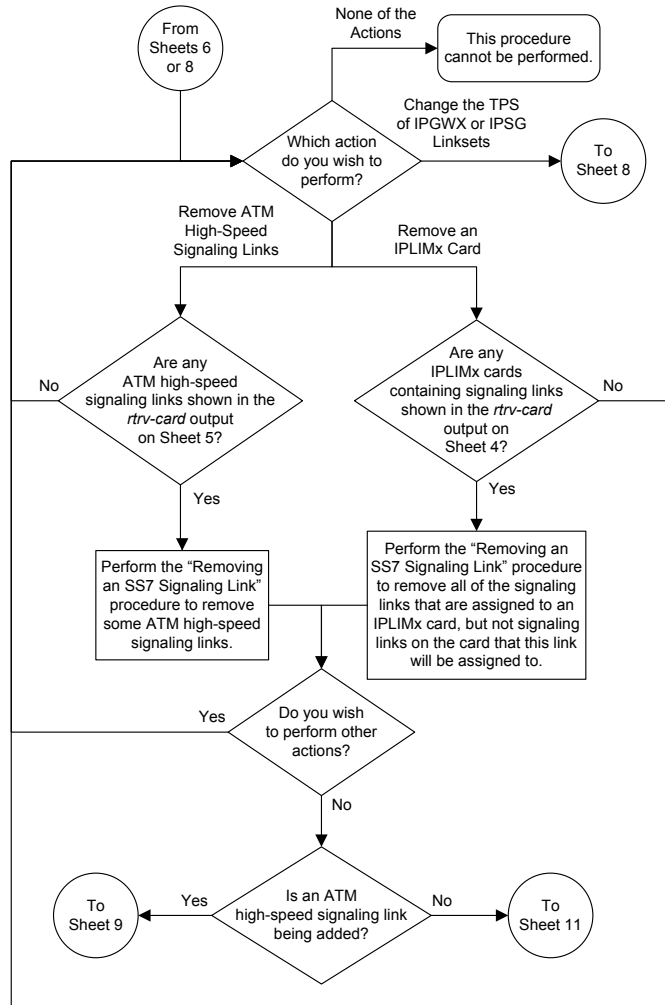 From
Sheets 6
or 8
None of the
Actions
This procedure
cannot be performed.
Which action
do you wish to
perform?
Change the TPS
of IPGWX or IPSG
Linksets
To
Sheet 8
Remove ATM
High-Speed
Signaling Links
Remove an
IPLIMx Card
No
Are any
ATM high-speed
signaling links shown in the
rtrv-card output
on Sheet 5?
Are any
IPLIMx cards
containing signaling links
shown in the rtrv-card
output on
Sheet 4?
No
Yes
Yes
Perform the “Removing
an SS7 Signaling Link”
procedure to remove
some ATM high-speed
signaling links.
Perform the “Removing an
SS7 Signaling Link” procedure
to remove all of the signaling
links that are assigned to an
IPLIMx card, but not signaling
links on the card that this link
will be assigned to.
Yes
Do you wish
to perform other
actions?
No
To
Sheet 9
Yes
Is an ATM
high-speed signaling link
being added?
No
To
Sheet 11